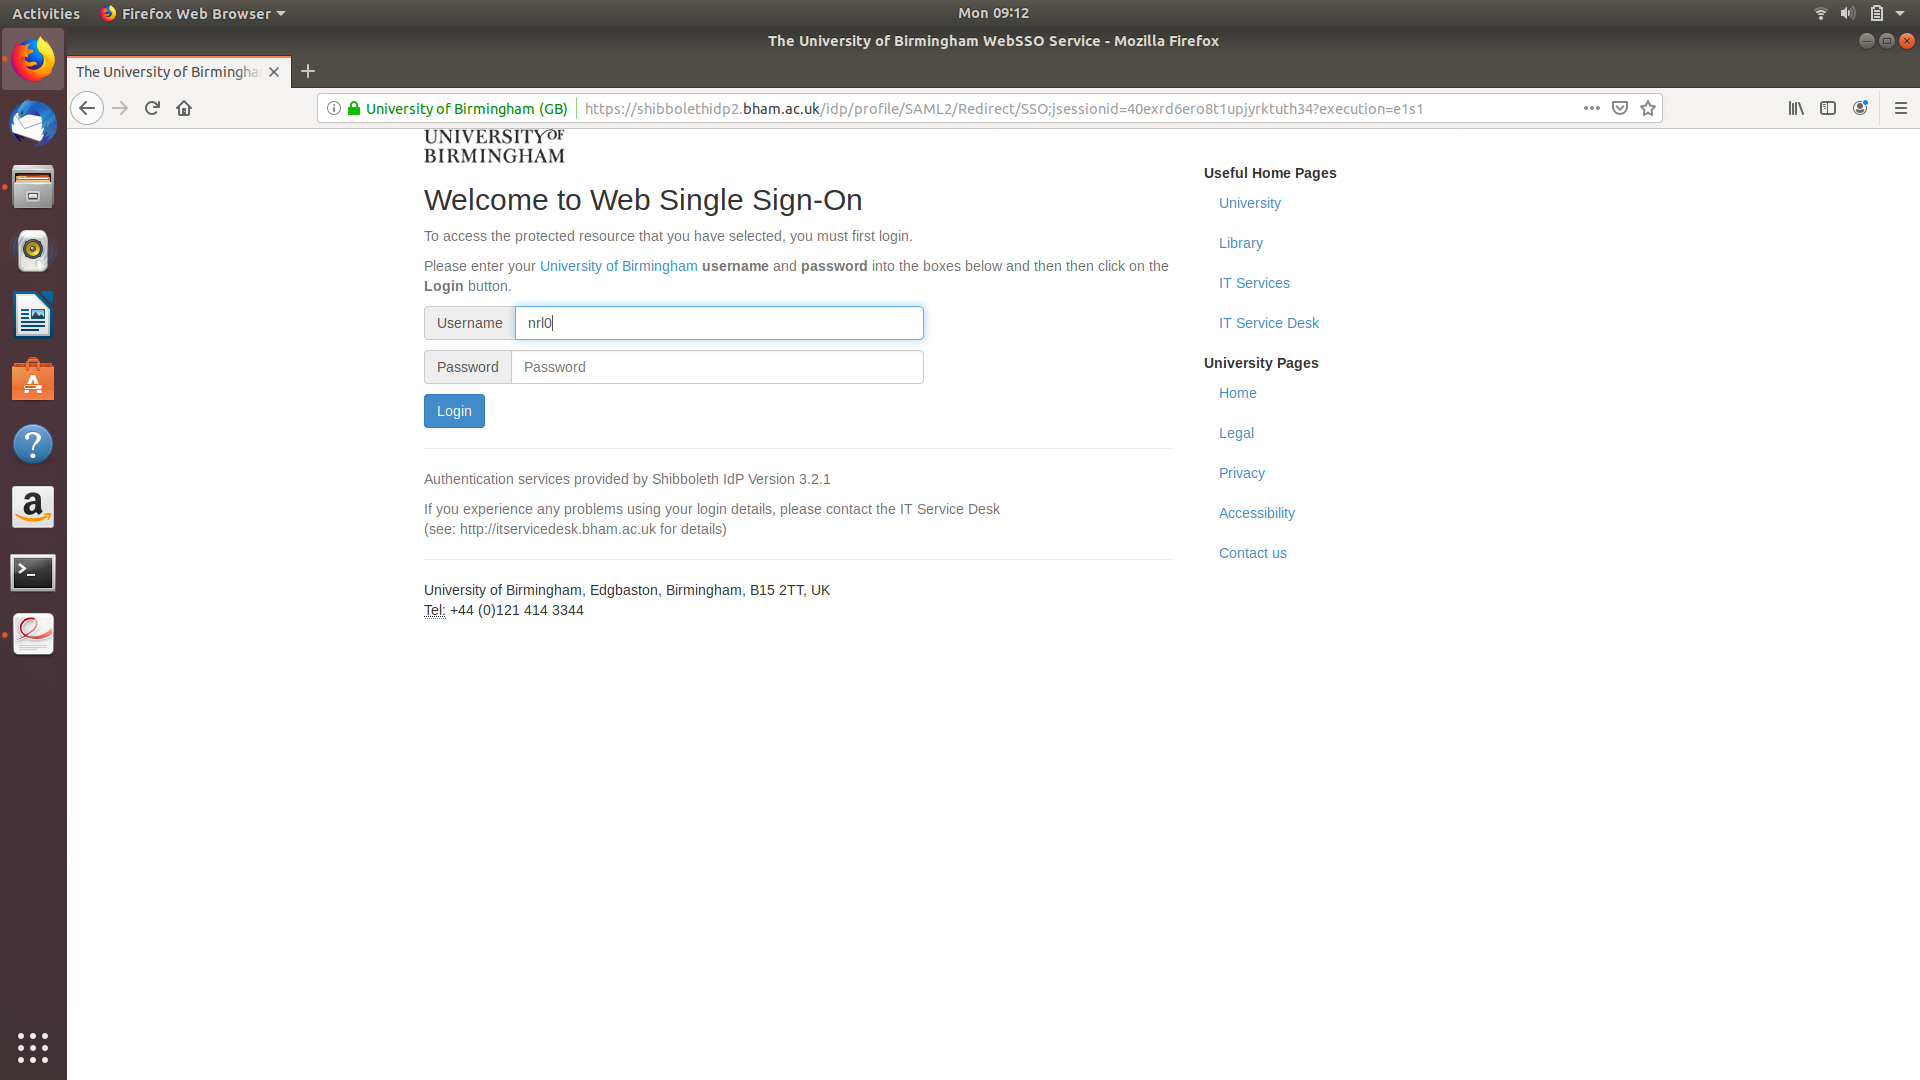 Activities
Firefox Web Browser
Mon 09:12
The University of Birmingham WebSSO Service - Mozilla Firefox
The University of Birmingha
University of Birmingham (GB)
https://shibbolethidp2.bham.ac.uk/idp/profile/SAML2/Redirect/SSO;jsessionid=40exrd6ero8t1upjyrktuth34?execution=e1s1
UNIVERSITY OF
BIRMINGHAM
Welcome to Web Single Sign-On
To access the protected resource that you have selected, you must first login.
Please enter your University of Birmingham username and password into the boxes below and then then click on the
Login button.
Username nrl0
Password Password
Login
Authentication services provided by Shibboleth IdP Version 3.2.1
If you experience any problems using your login details, please contact the IT Service Desk
(see: http://itservicedesk.bham.ac.uk for details)
University of Birmingham, Edgbaston, Birmingham, B15 2TT, UK
Tel: +44 (0)121 414 3344
Useful Home Pages
University
Library
IT Services
IT Service Desk
University Pages
Home
Legal
Privacy
Accessibility
Contact us